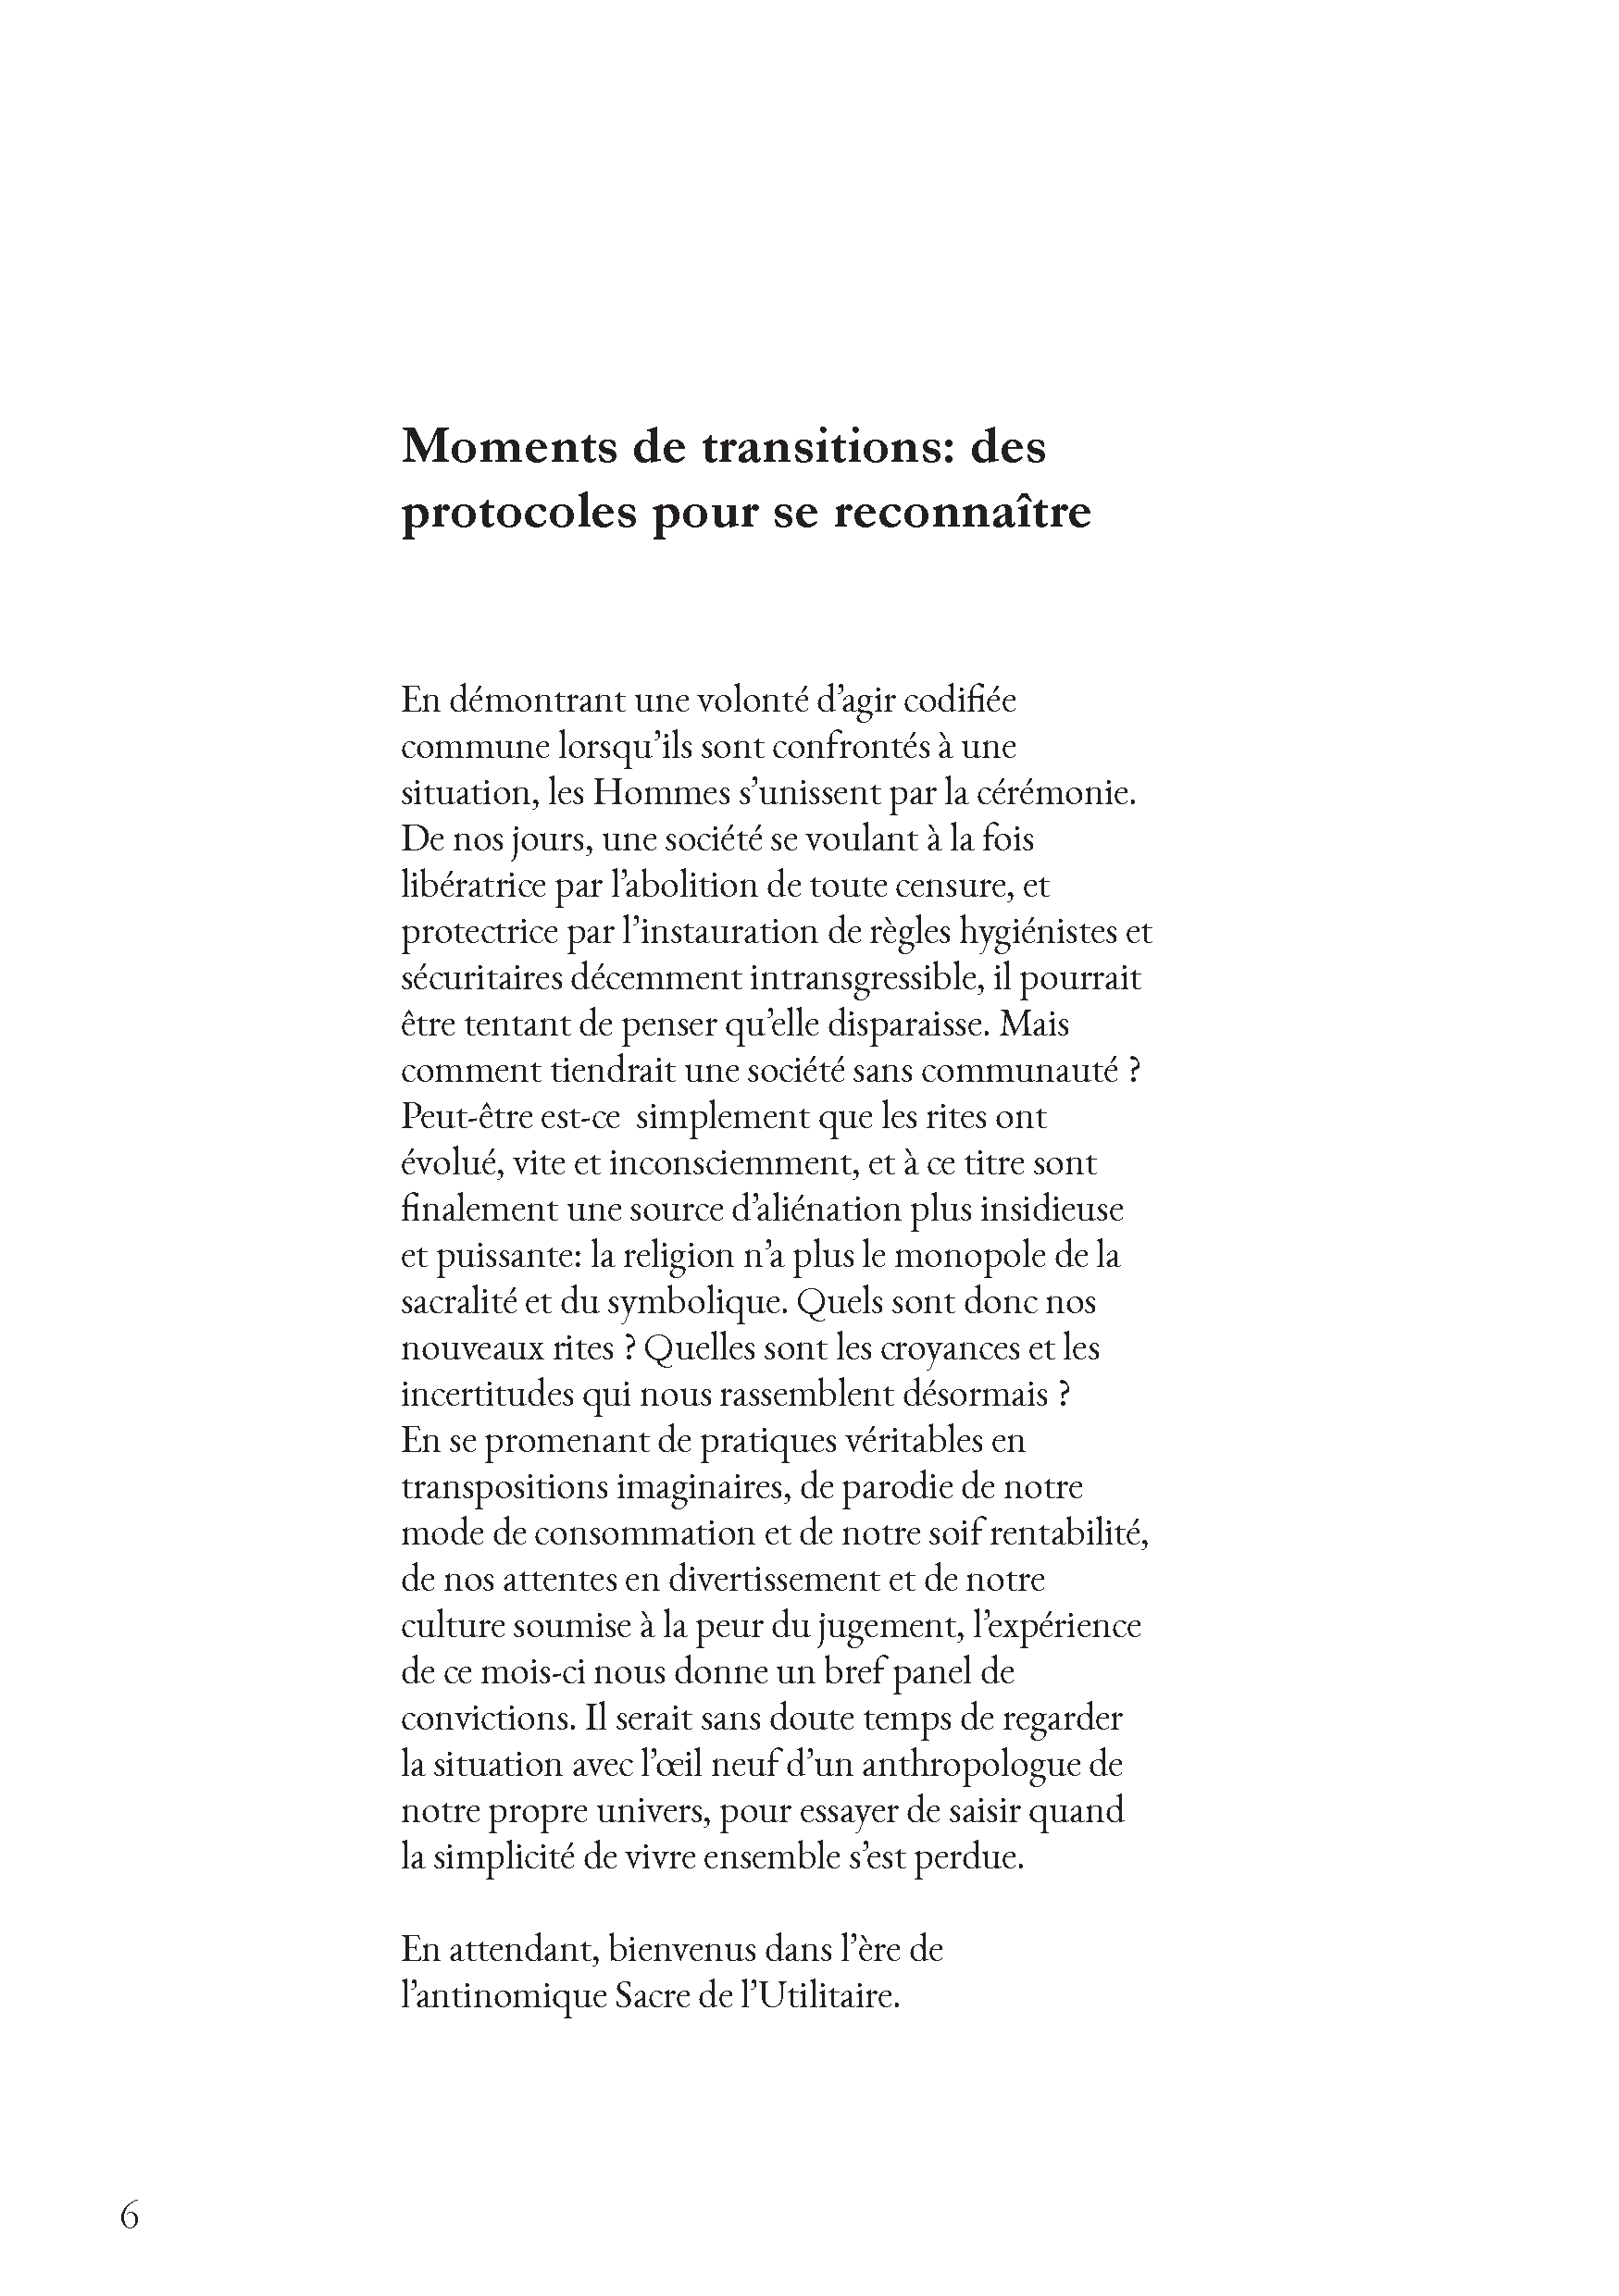 Moments de transitions: des
protocoles pour se reconnaître
En démontrant une volonté d’agir codifiée
commune lorsqu’ils sont confrontés à une
situation, les Hommes s’unissent par la cérémonie.
De nos jours, une société se voulant à la fois
libératrice par l’abolition de toute censure, et
protectrice par l’instauration de règles hygiénistes et
sécuritaires décemment intransgressible, il pourrait
être tentant de penser qu’elle disparaisse. Mais
comment tiendrait une société sans communauté ?
Peut-être est-ce  simplement que les rites ont
évolué, vite et inconsciemment, et à ce titre sont
finalement une source d’aliénation plus insidieuse
et puissante: la religion n’a plus le monopole de la
sacralité et du symbolique. Quels sont donc nos
nouveaux rites ? Quelles sont les croyances et les
incertitudes qui nous rassemblent désormais ?
En se promenant de pratiques véritables en
transpositions imaginaires, de parodie de notre
mode de consommation et de notre soif rentabilité,
de nos attentes en divertissement et de notre
culture soumise à la peur du jugement, l’expérience
de ce mois-ci nous donne un bref panel de
convictions. Il serait sans doute temps de regarder
la situation avec l’œil neuf d’un anthropologue de
notre propre univers, pour essayer de saisir quand
la simplicité de vivre ensemble s’est perdue.
En attendant, bienvenus dans l’ère de
l’antinomique Sacre de l’Utilitaire.
6